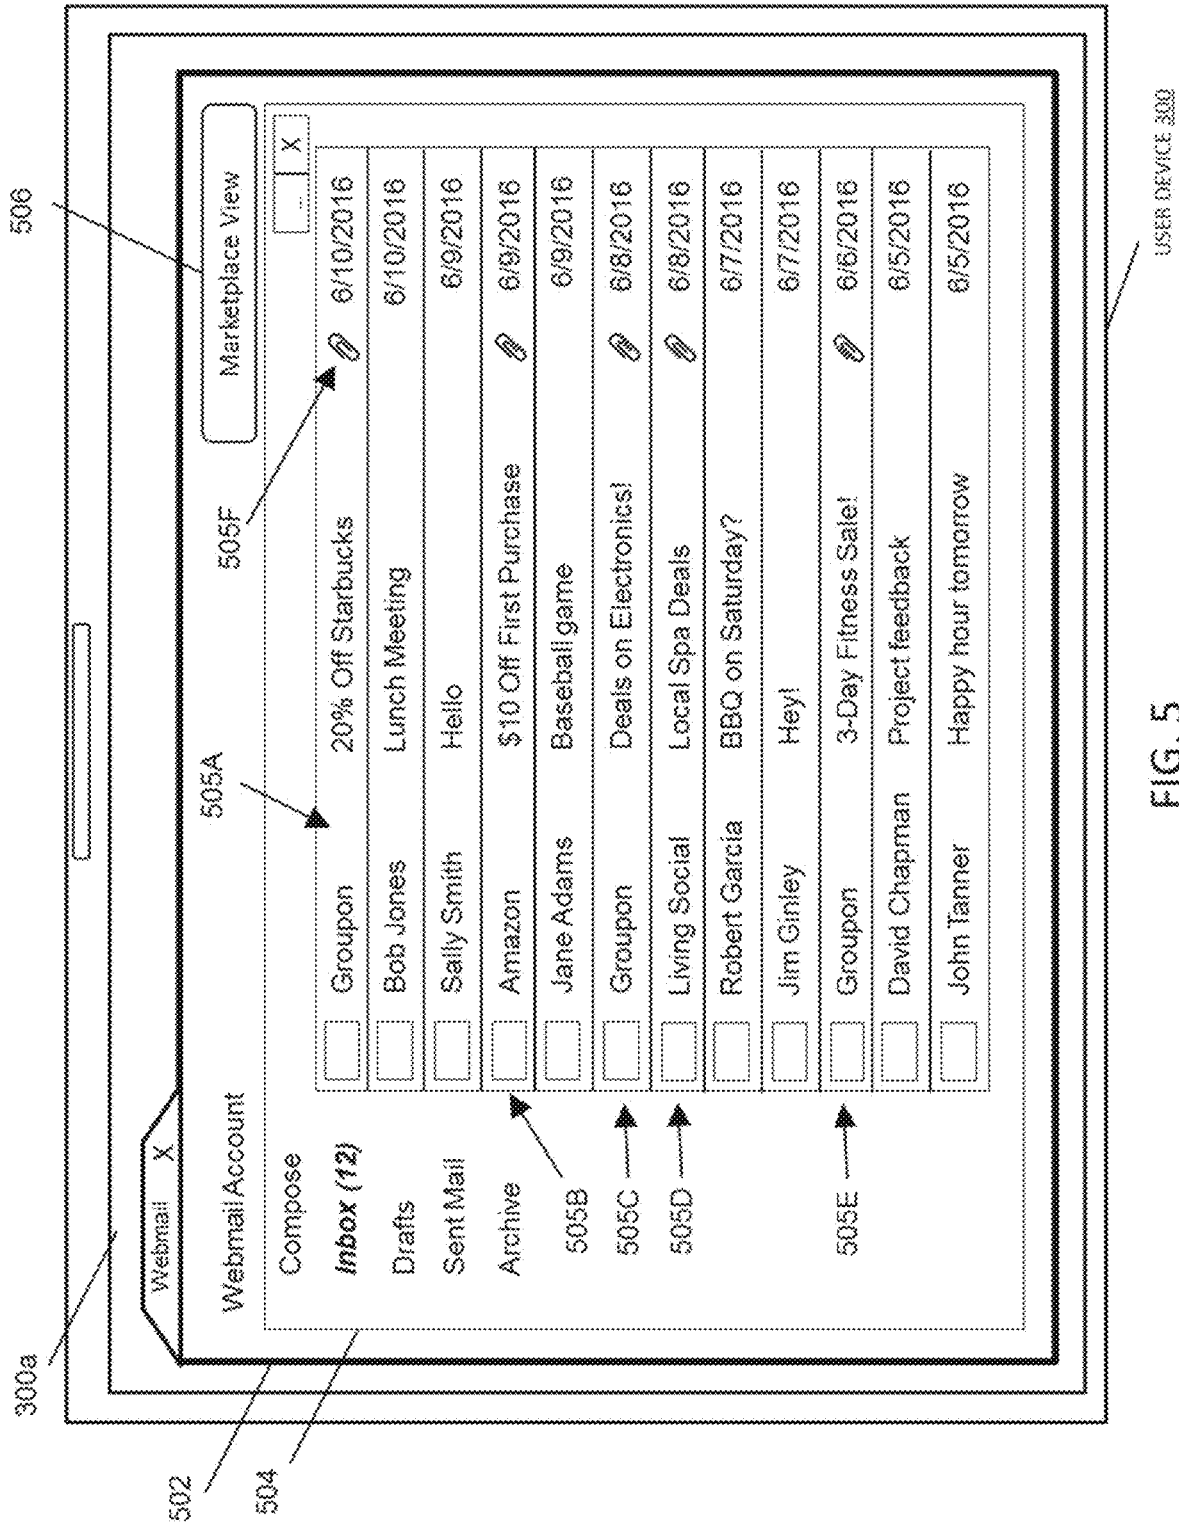 300a
506
502
504
Webmail X
Webmail Account
Marketplace View
505A
505F
.. X
Compose
Inbox (12)
Drafts
Sent Mail
Archive
505B
505C
505D
505E
Groupon 20% Off Starbucks 6/10/2016
Bob Jones Lunch Meeting 6/10/2016
Sally Smith Hello 6/9/2016
Amazon $10 Off First Purchase 6/9/2016
Jane Adams Baseball game 6/9/2016
Groupon Deals on Electronics! 6/8/2016
Living Social Local Spa Deals 6/8/2016
Robert Garcia BBQ on Saturday? 6/7/2016
Jim Ginley Hey! 6/7/2016
Groupon 3-Day Fitness Sale! 6/6/2016
David Chapman Project feedback 6/5/2016
John Tanner Happy hour tomorrow 6/5/2016
USER DEVICE 300
FIG. 5